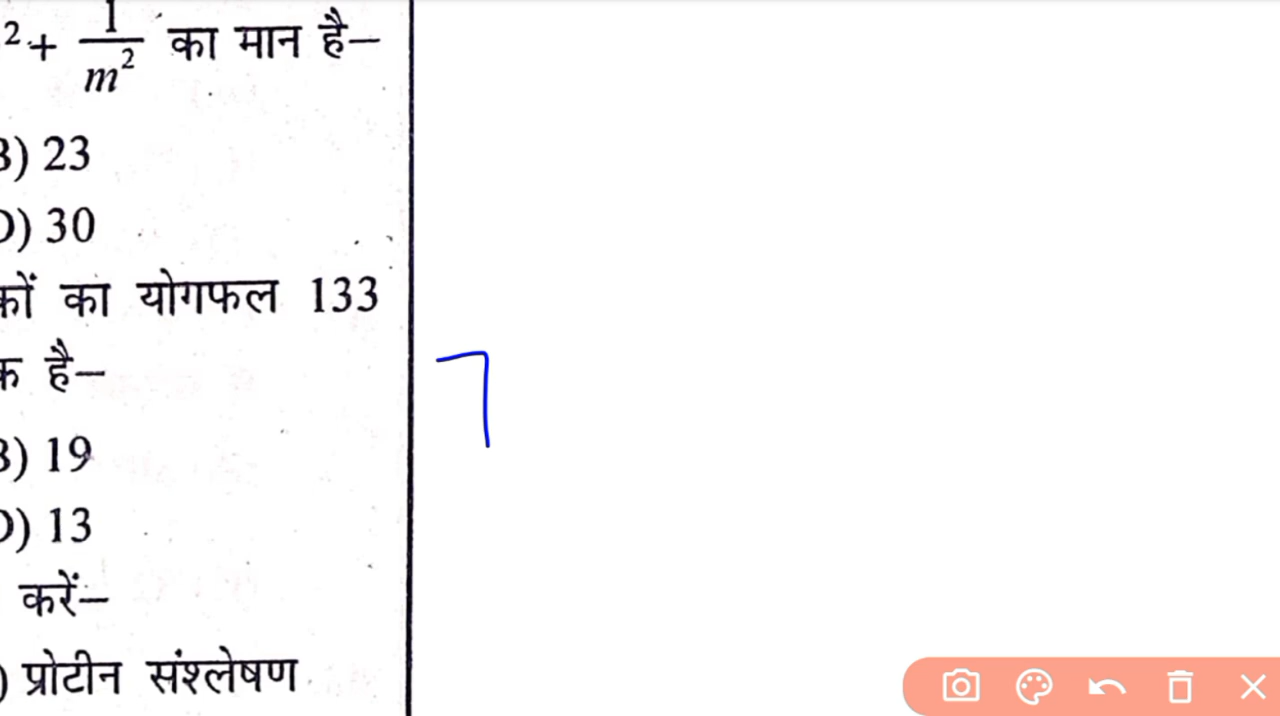 2 + 1/m² का मान है–
B) 23
D) 30
का योगफल 133
है–
B) 19
D) 13
करें–
) प्रोटीन संश्लेषण
7